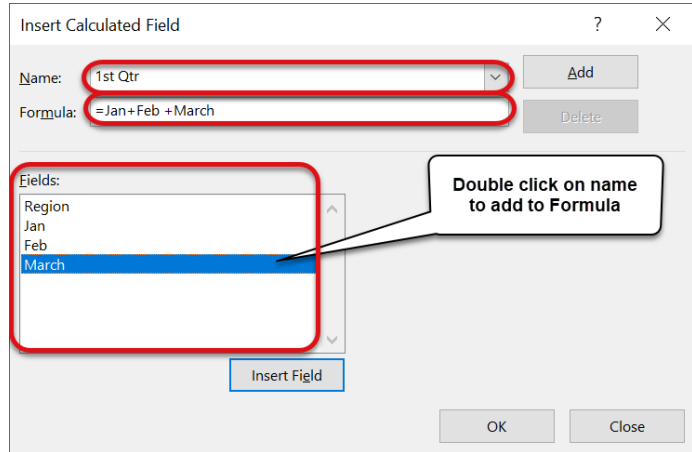 Insert Calculated Field ?
Name: 1st Qtr Add
Formula: =Jan+Feb +March Delete
Fields:
Region
Jan
Feb
March
Double click on name
to add to Formula
Insert Field
OK Close